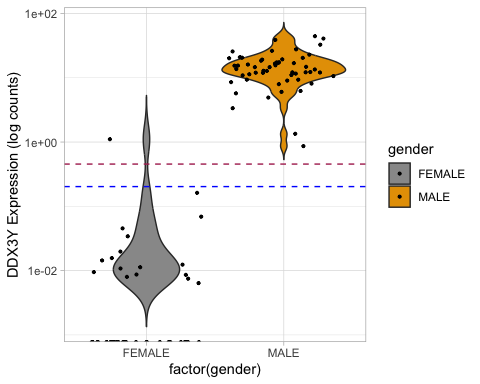 DDX3Y Expression (log counts)
1e+02
1e+00
1e-02
FEMALE
MALE
factor(gender)
gender
FEMALE
MALE